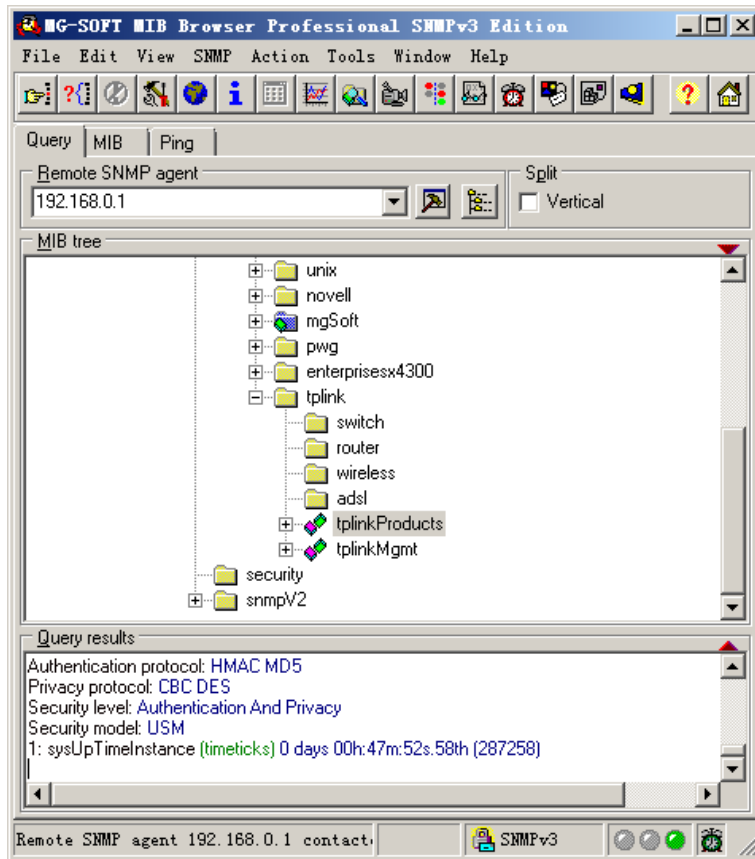 MG-SOFT MIB Browser Professional SNMPv3 Edition
File Edit View SNMP Action Tools Window Help
Query MIB Ping
Remote SNMP agent
Split
192.168.0.1
Vertical
MIB tree
unix
novell
mgSoft
pwg
enterprisesx4300
tplink
switch
router
wireless
adsl
tplinkProducts
tplinkMgmt
security
snmpV2
Query results
Authentication protocol: HMAC MD5
Privacy protocol: CBC DES
Security level: Authentication And Privacy
Security model: USM
1: sysUpTimeInstance (timeticks) 0 days 00h:47m:52s.58th (287258)
Remote SNMP agent 192.168.0.1 contact
SNMPv3